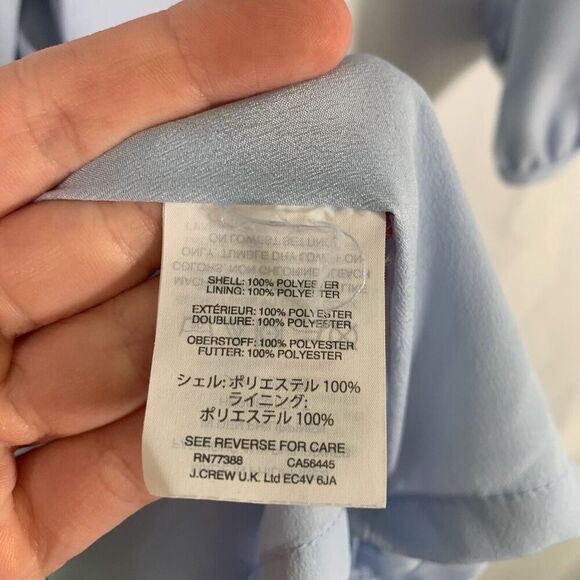 SHELL: 100% POLYESTER
LINING: 100% POLYESTER
EXTÉRIEUR: 100% POLYESTER
DOUBLURE: 100% POLYESTER
OBERSTOFF: 100% POLYESTER
FUTTER: 100% POLYESTER
シェル: ポリエステル 100%
ライニング:
ポリエステル 100%
SEE REVERSE FOR CARE
RN77388 CA56445
J.CREW U.K. Ltd EC4V 6JA